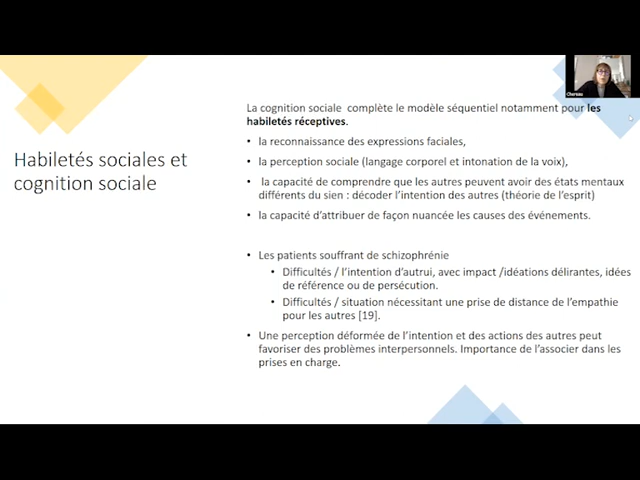 Chereau
La cognition sociale complète le modèle séquentiel notamment pour les
habiletés réceptives.
Habiletés sociales et
cognition sociale
• la reconnaissance des expressions faciales,
• la perception sociale (langage corporel et intonation de la voix),
• la capacité de comprendre que les autres peuvent avoir des états mentaux
différents du sien : décoder l'intention des autres (théorie de l'esprit)
• la capacité d'attribuer de façon nuancée les causes des événements.
• Les patients souffrant de schizophrénie
• Difficultés / l'intention d'autrui, avec impact /idéations délirantes, idées
de référence ou de persécution.
• Difficultés / situation nécessitant une prise de distance de l'empathie
pour les autres [19].
• Une perception déformée de l'intention et des actions des autres peut
favoriser des problèmes interpersonnels. Importance de l'associer dans les
prises en charge.